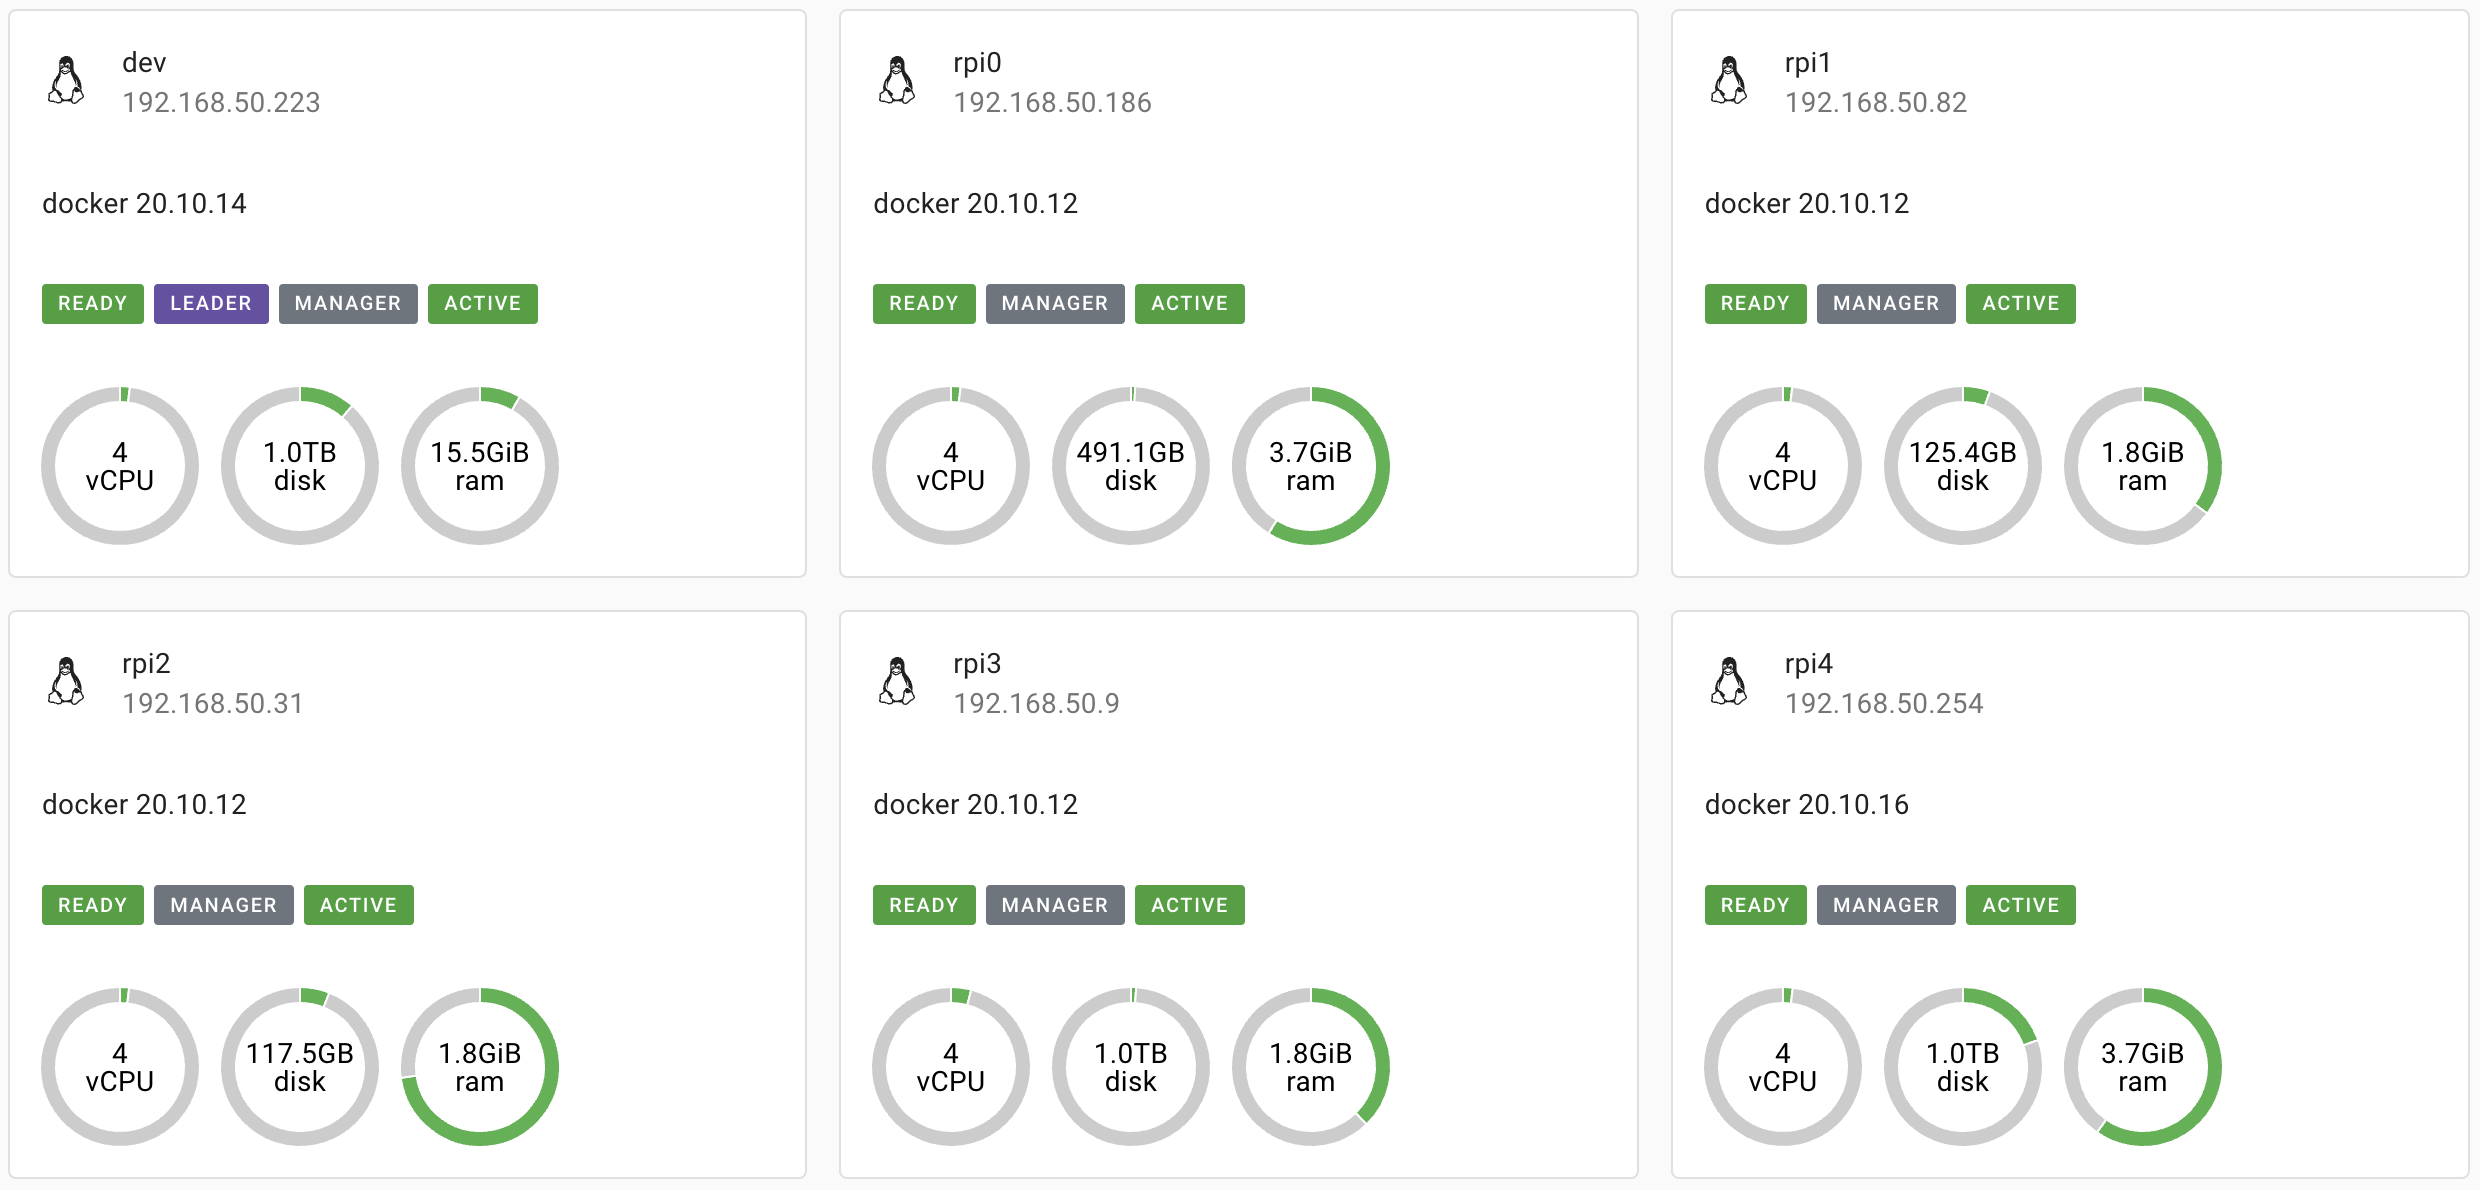 dev
192.168.50.223
docker 20.10.14
READY LEADER MANAGER ACTIVE
4
vCPU
1.0TB
disk
15.5GiB
ram
rpi0
192.168.50.186
docker 20.10.12
READY MANAGER ACTIVE
4
vCPU
491.1GB
disk
3.7GiB
ram
rpi1
192.168.50.82
docker 20.10.12
READY MANAGER ACTIVE
4
vCPU
125.4GB
disk
1.8GiB
ram
rpi2
192.168.50.31
docker 20.10.12
READY MANAGER ACTIVE
4
vCPU
117.5GB
disk
1.8GiB
ram
rpi3
192.168.50.9
docker 20.10.12
READY MANAGER ACTIVE
4
vCPU
1.0TB
disk
1.8GiB
ram
rpi4
192.168.50.254
docker 20.10.16
READY MANAGER ACTIVE
4
vCPU
1.0TB
disk
3.7GiB
ram